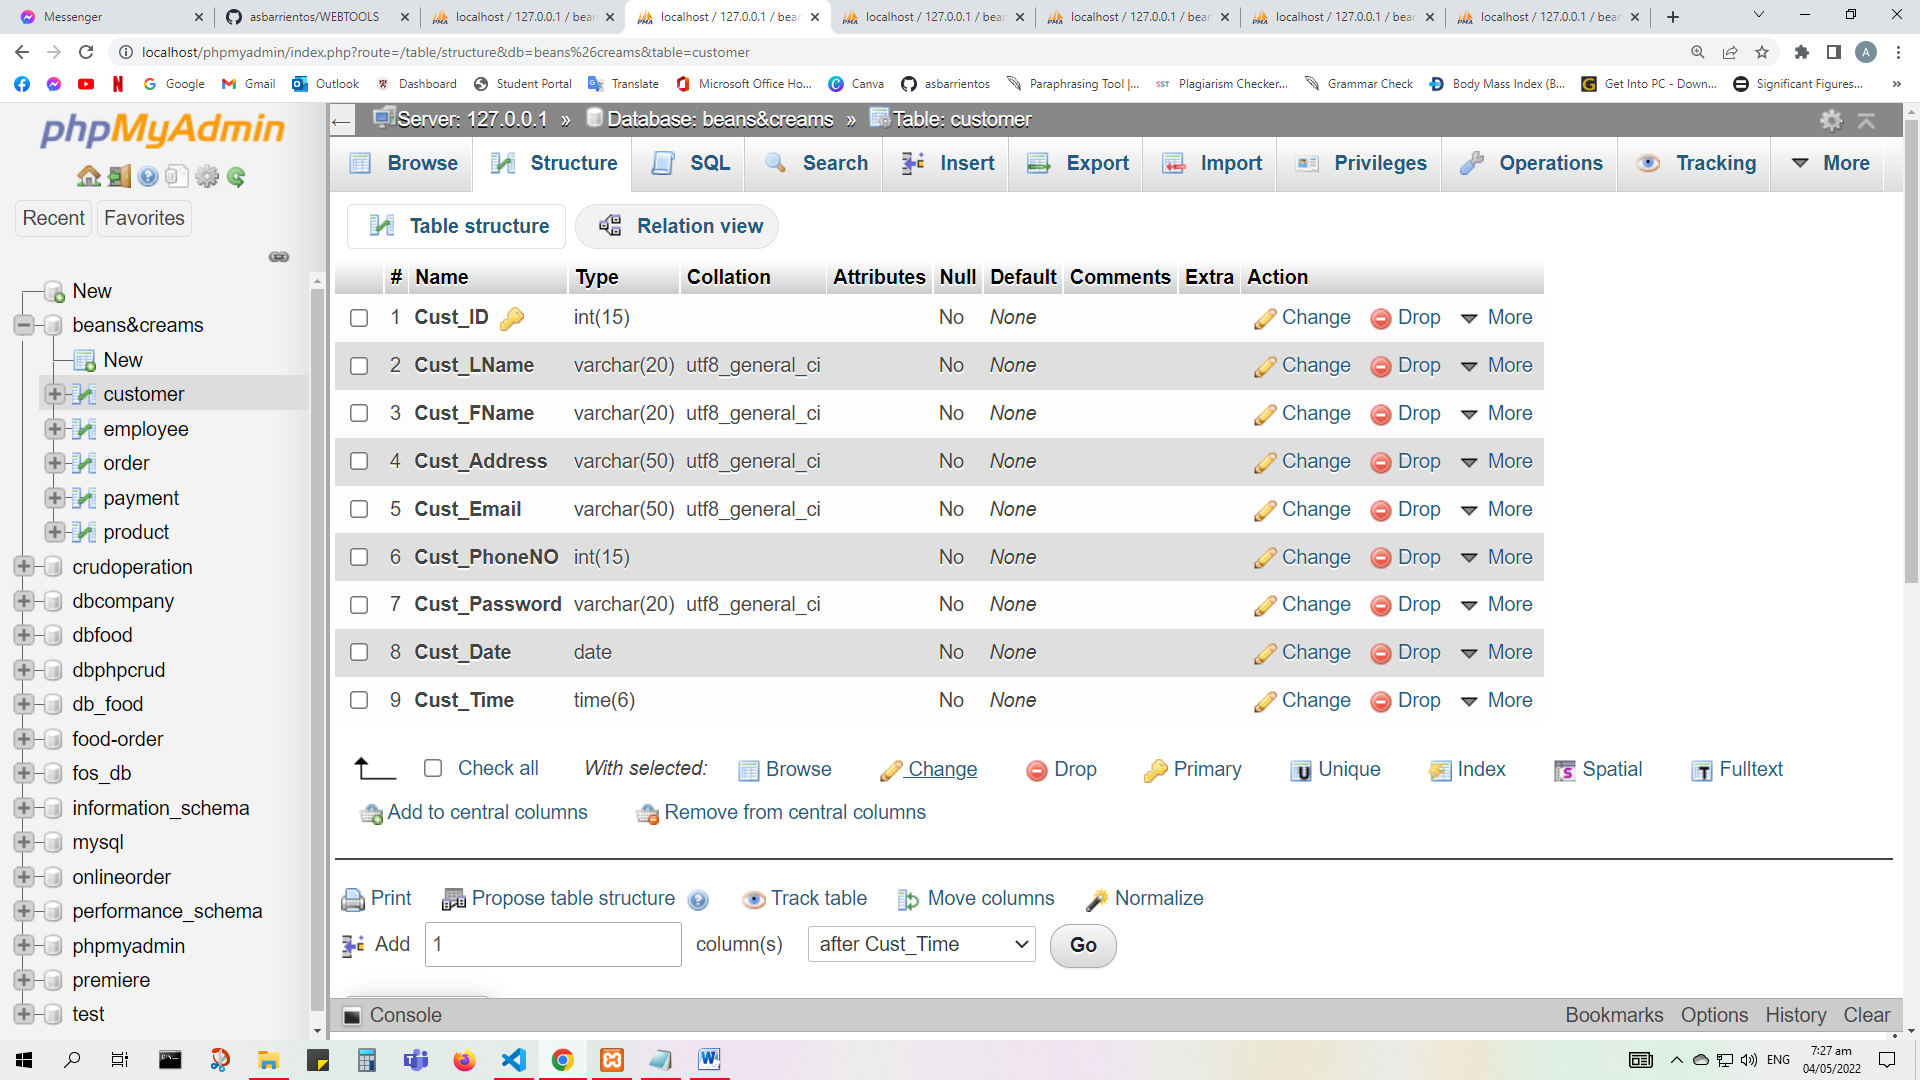 Messenger
asbarrientos/WEBTOOLS
localhost / 127.0.0.1 / bear
localhost / 127.0.0.1 / bear
localhost / 127.0.0.1 / bear
localhost / 127.0.0.1 / bear
localhost / 127.0.0.1 / bear
localhost / 127.0.0.1 / bear
localhost/phpmyadmin/index.php?route=/table/structure&db=beans%26creams&table=customer
A
Google Gmail Outlook Dashboard Student Portal Translate Microsoft Office Ho... Canva asbarrientos Paraphrasing Tool |... SST Plagiarism Checker... Grammar Check Body Mass Index (B... Get Into PC - Down... Significant Figures... »
phpMyAdmin
Recent Favorites
New
beans&creams
New
customer
employee
order
payment
product
crudoperation
dbcompany
dbfood
dbphpcrud
db_food
food-order
fos_db
information_schema
mysql
onlineorder
performance_schema
phpmyadmin
premiere
test
Server: 127.0.0.1 » Database: beans&creams » Table: customer
Browse Structure SQL Search Insert Export Import Privileges Operations Tracking More
Table structure Relation view
# Name Type Collation Attributes Null Default Comments Extra Action
1 Cust_ID int(15) No None Change Drop More
2 Cust_LName varchar(20) utf8_general_ci No None Change Drop More
3 Cust_FName varchar(20) utf8_general_ci No None Change Drop More
4 Cust_Address varchar(50) utf8_general_ci No None Change Drop More
5 Cust_Email varchar(50) utf8_general_ci No None Change Drop More
6 Cust_PhoneNO int(15) No None Change Drop More
7 Cust_Password varchar(20) utf8_general_ci No None Change Drop More
8 Cust_Date date No None Change Drop More
9 Cust_Time time(6) No None Change Drop More
Check all With selected: Browse Change Drop Primary Unique Index Spatial Fulltext
Add to central columns Remove from central columns
Print Propose table structure Track table Move columns Normalize
Add 1 column(s) after Cust_Time Go
Console Bookmarks Options History Clear
ENG
7:27 am
04/05/2022